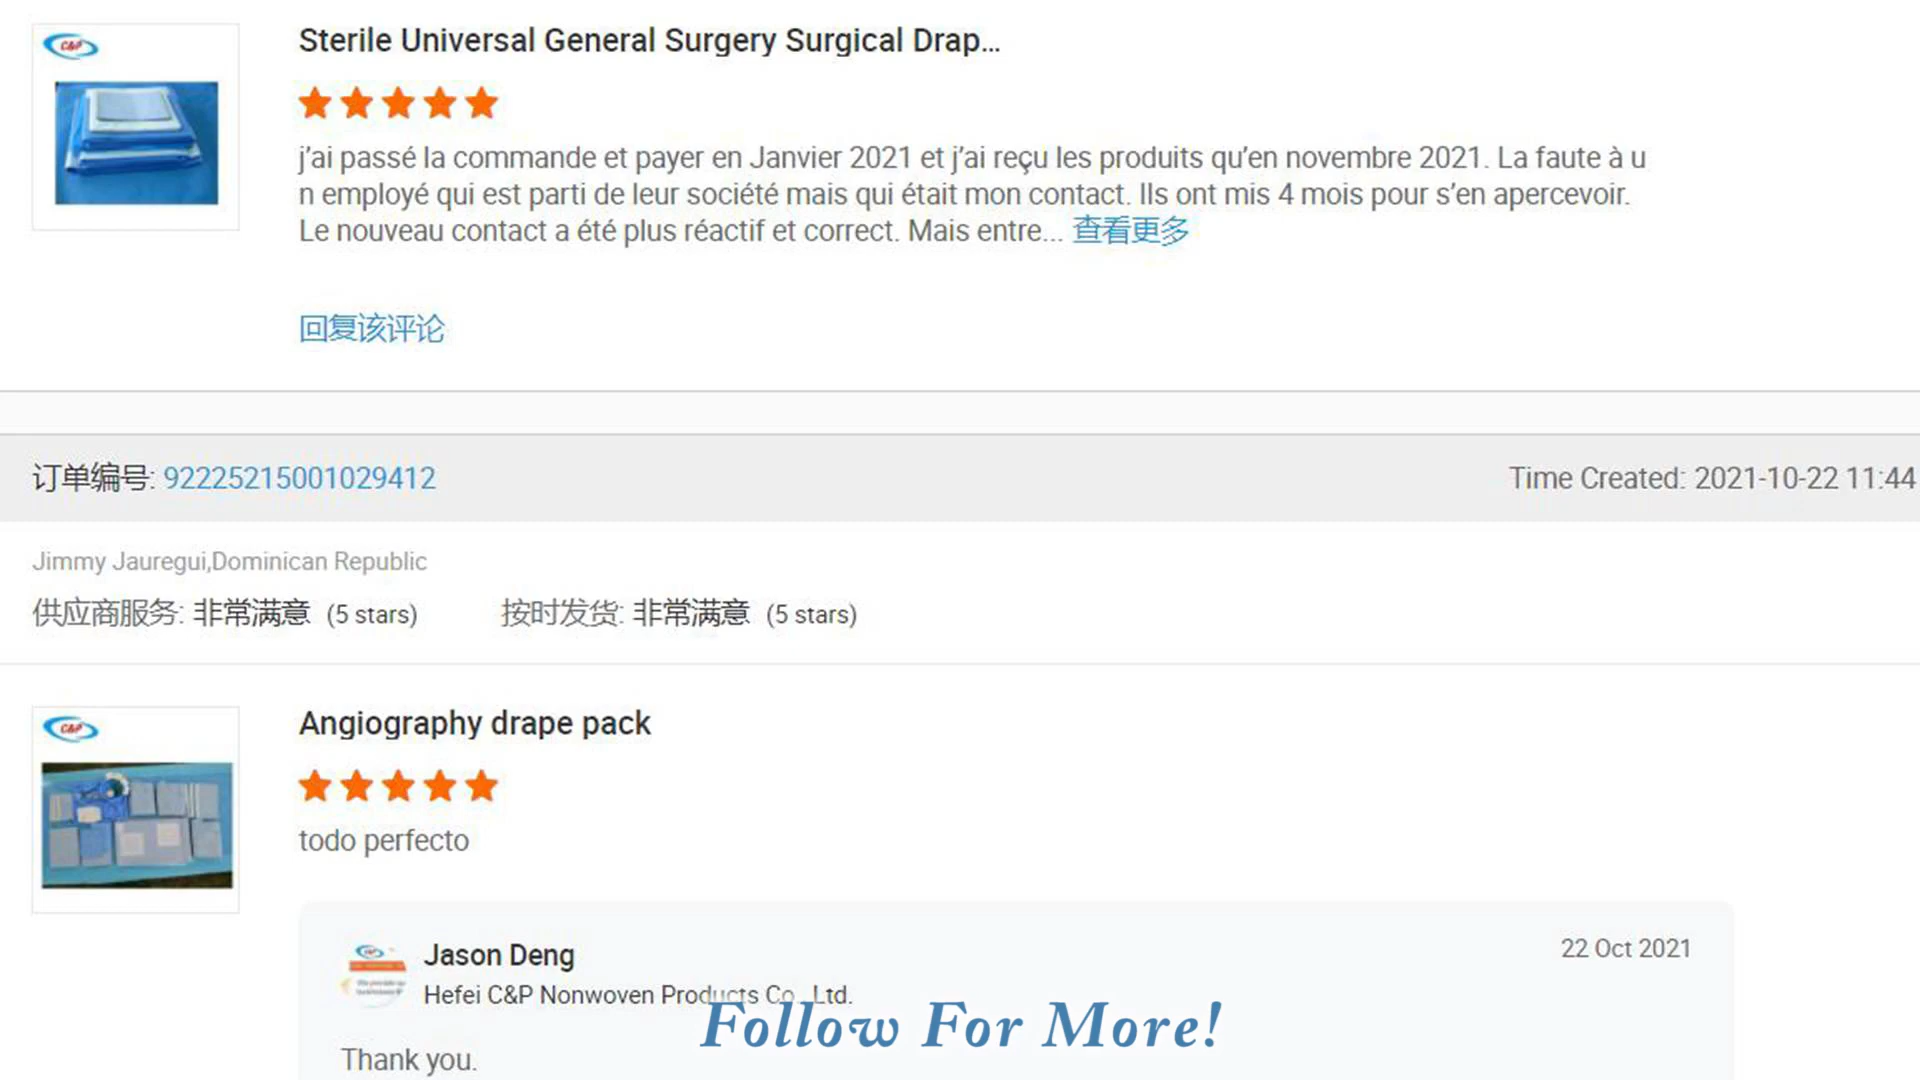 C&P
Sterile Universal General Surgery Surgical Drap...
j'ai passé la commande et payer en Janvier 2021 et j'ai reçu les produits qu'en novembre 2021. La faute à u
n employé qui est parti de leur société mais qui était mon contact. Ils ont mis 4 mois pour s'en apercevoir.
Le nouveau contact a été plus réactif et correct. Mais entre... 查看更多
回复该评论
订单编号: 92225215001029412
Time Created: 2021-10-22 11:44
Jimmy Jauregui,Dominican Republic
供应商服务: 非常满意 (5 stars)
按时发货: 非常满意 (5 stars)
C&P
Angiography drape pack
todo perfecto
Jason Deng
22 Oct 2021
Hefei C&P Nonwoven Products Co., Ltd.
Follow For More!
Thank you.